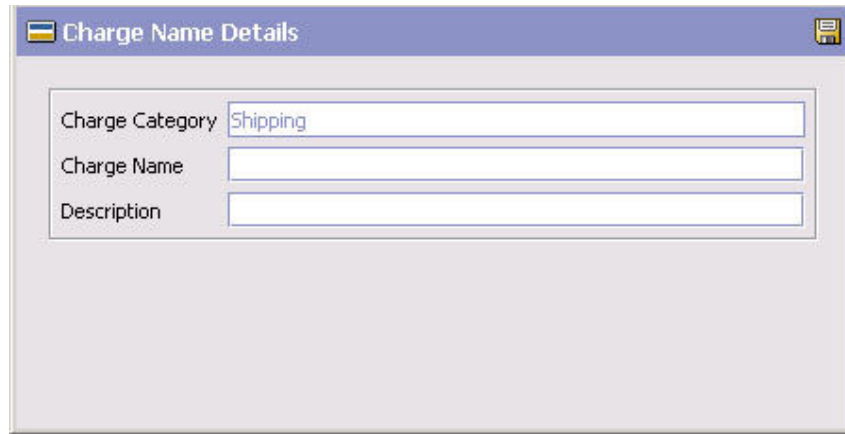 Charge Name Details
Charge Category Shipping
Charge Name
Description